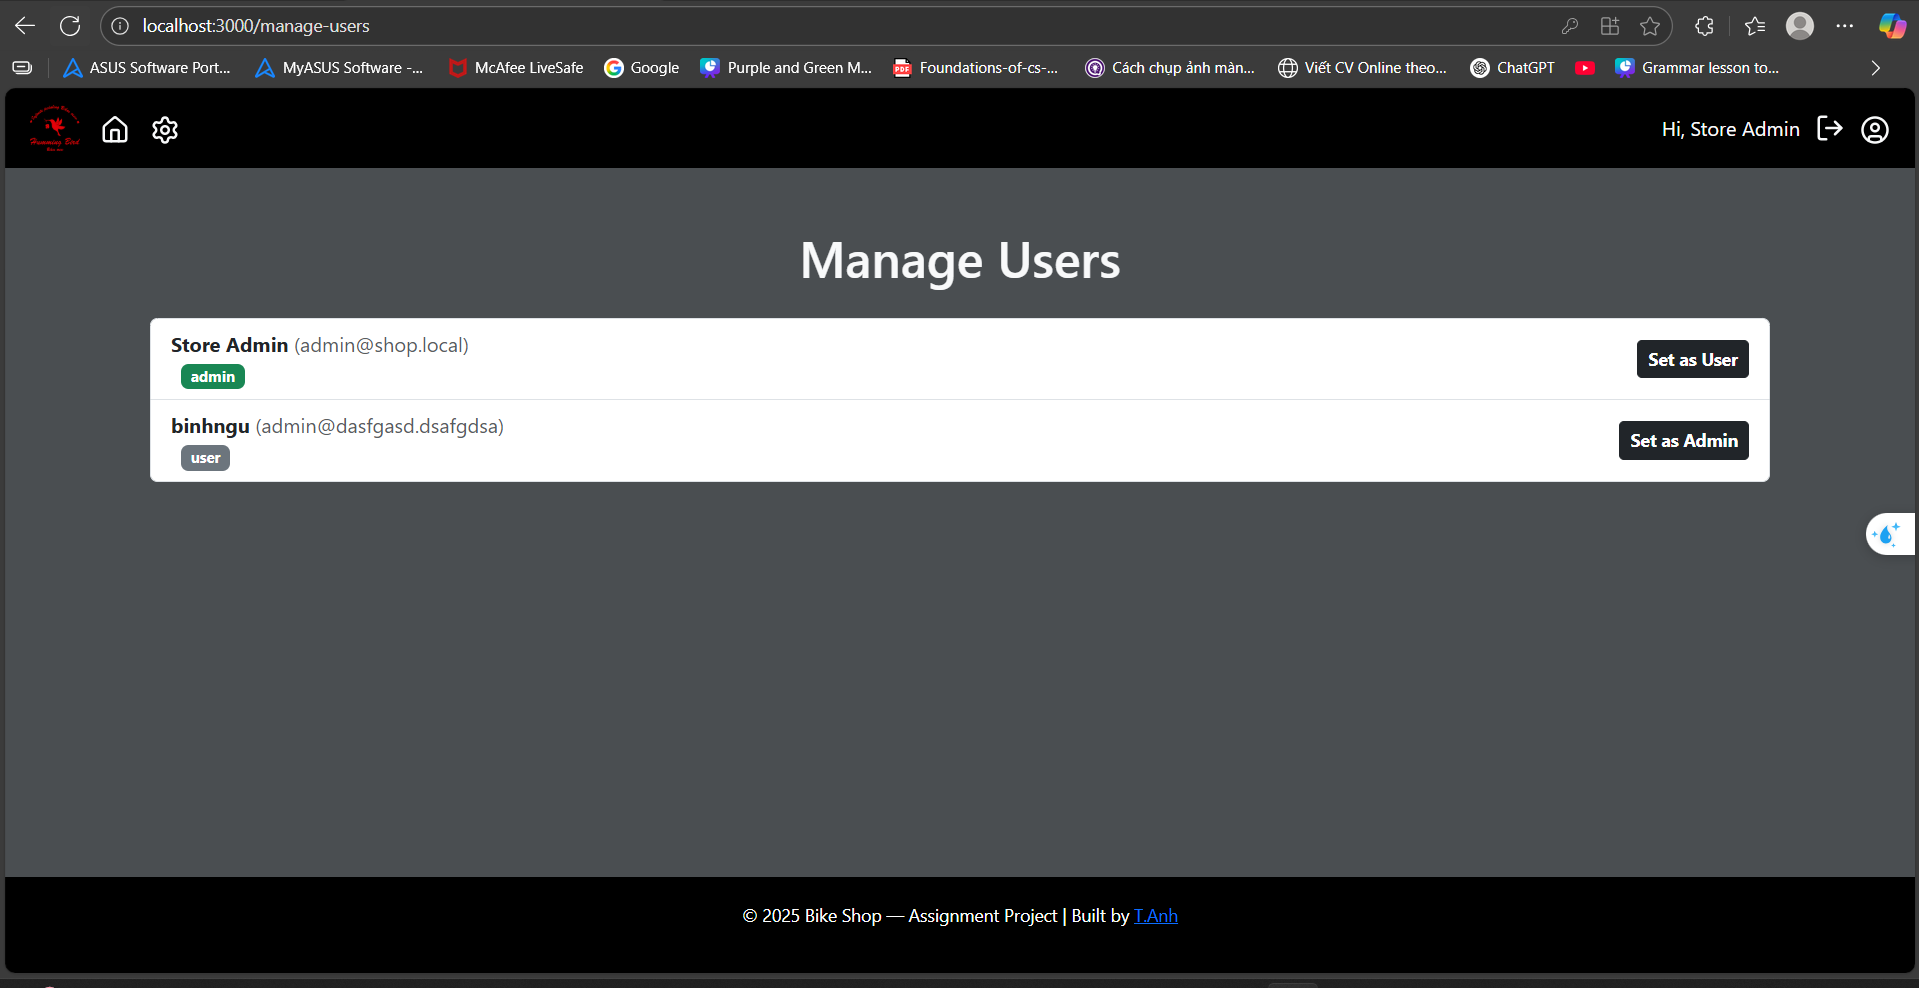 localhost:3000/manage-users
ASUS Software Port...
MyASUS Software -...
McAfee LiveSafe
Google
Purple and Green M...
PDF
Foundations-of-cs-...
Cách chụp ảnh màn...
Viết CV Online theo...
ChatGPT
Grammar lesson to...
Humming Bird
Hi, Store Admin
Manage Users
Store Admin (admin@shop.local)
admin
Set as User
binhngu (admin@dasfgasd.dsafgdsa)
user
Set as Admin
© 2025 Bike Shop — Assignment Project | Built by T.Anh